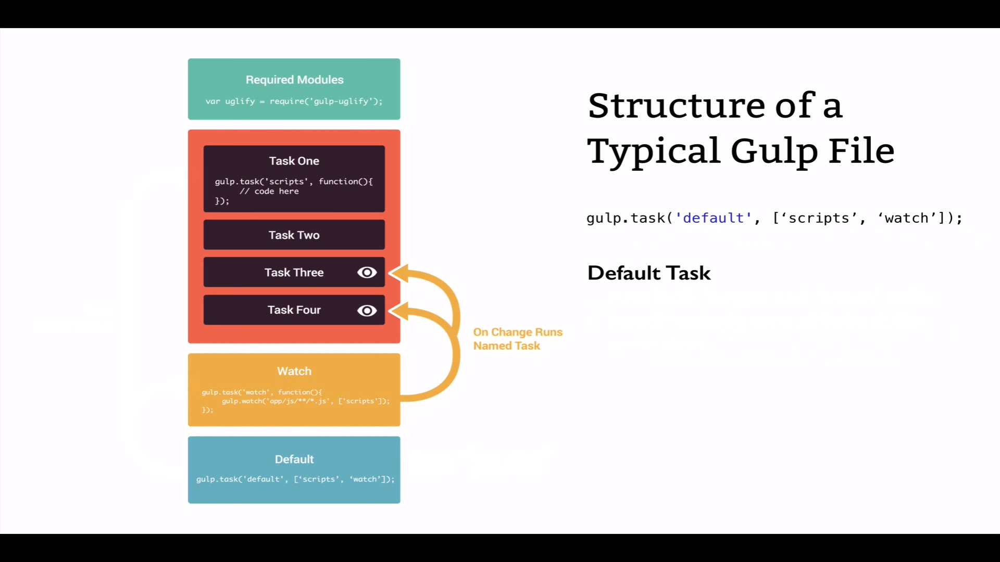 Required Modules
var uglify = require('gulp-uglify');
Task One
gulp.task('scripts', function(){
// code here
});
Task Two
Task Three
Task Four
On Change Runs
Named Task
Watch
gulp.task('watch', function(){
gulp.watch('app/js/**/*.js', ['scripts']);
});
Default
gulp.task('default', [‘scripts’, ‘watch’]);
Structure of a
Typical Gulp File
gulp.task('default', [‘scripts’, ‘watch’]);
Default Task